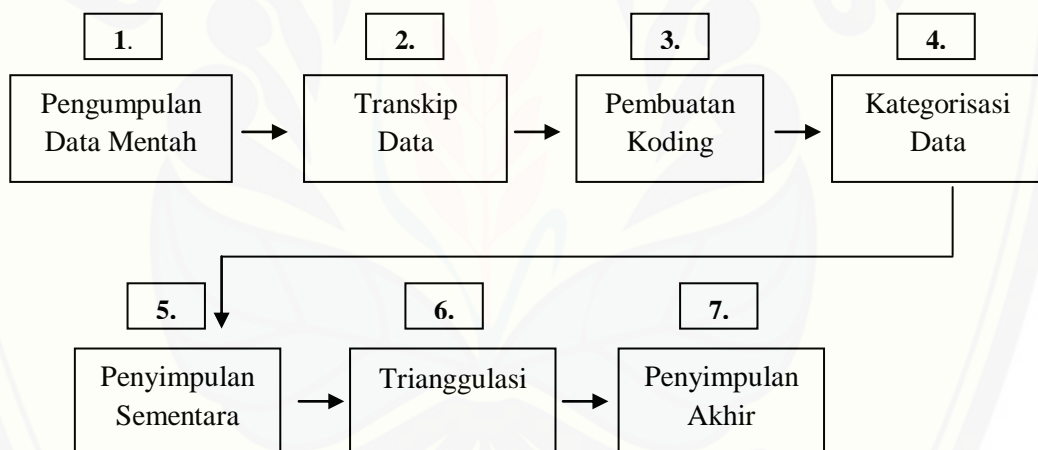 1.
2.
3.
4.
Pengumpulan
Data Mentah
Transkip
Data
Pembuatan
Koding
Kategorisasi
Data
5.
6.
7.
Penyimpulan
Sementara
Trianggulasi
Penyimpulan
Akhir